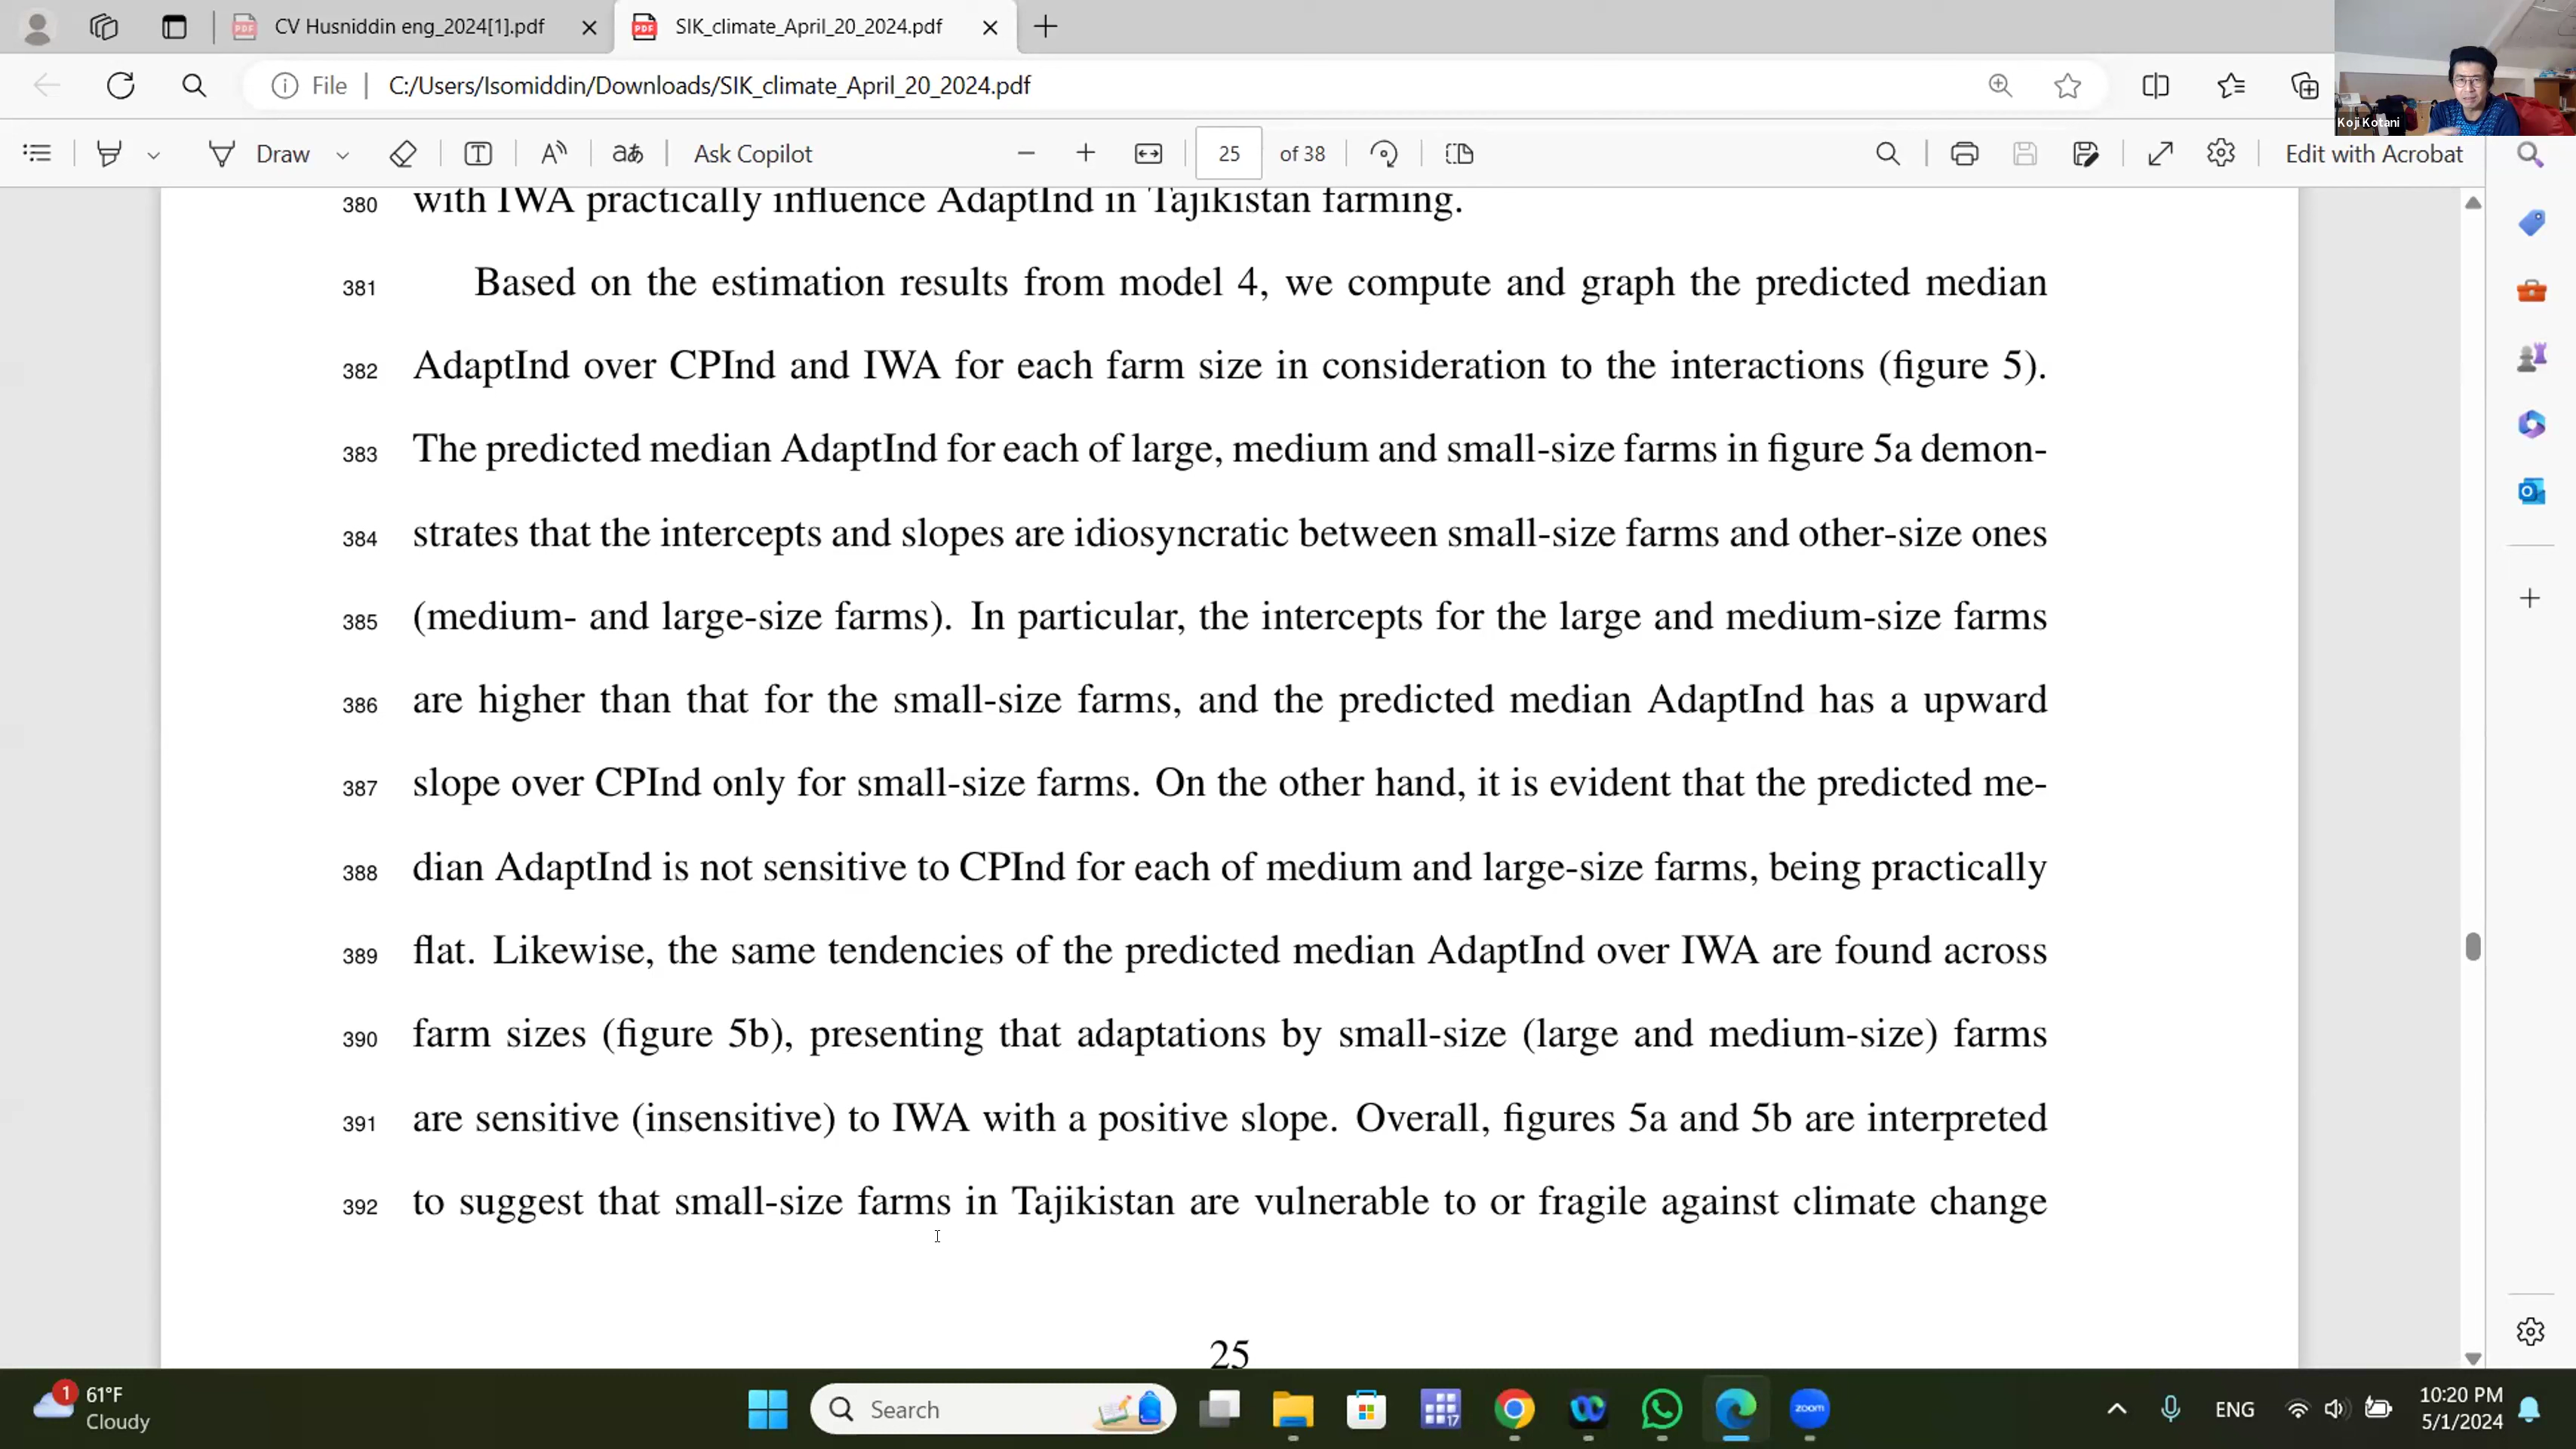 CV Husniddin eng_2024[1].pdf
SIK_climate_April_20_2024.pdf
File
C:/Users/Isomiddin/Downloads/SIK_climate_April_20_2024.pdf
Koji Kotani
Draw
aあ
Ask Copilot
25
of 38
Edit with Acrobat
380 with IWA practically influence AdaptInd in Tajikistan farming.
381 Based on the estimation results from model 4, we compute and graph the predicted median
382 AdaptInd over CPInd and IWA for each farm size in consideration to the interactions (figure 5).
383 The predicted median AdaptInd for each of large, medium and small-size farms in figure 5a demon-
384 strates that the intercepts and slopes are idiosyncratic between small-size farms and other-size ones
385 (medium- and large-size farms). In particular, the intercepts for the large and medium-size farms
386 are higher than that for the small-size farms, and the predicted median AdaptInd has a upward
387 slope over CPInd only for small-size farms. On the other hand, it is evident that the predicted me-
388 dian AdaptInd is not sensitive to CPInd for each of medium and large-size farms, being practically
389 flat. Likewise, the same tendencies of the predicted median AdaptInd over IWA are found across
390 farm sizes (figure 5b), presenting that adaptations by small-size (large and medium-size) farms
391 are sensitive (insensitive) to IWA with a positive slope. Overall, figures 5a and 5b are interpreted
392 to suggest that small-size farms in Tajikistan are vulnerable to or fragile against climate change
25
1
61°F
Cloudy
Search
17
zoom
ENG
10:20 PM
5/1/2024